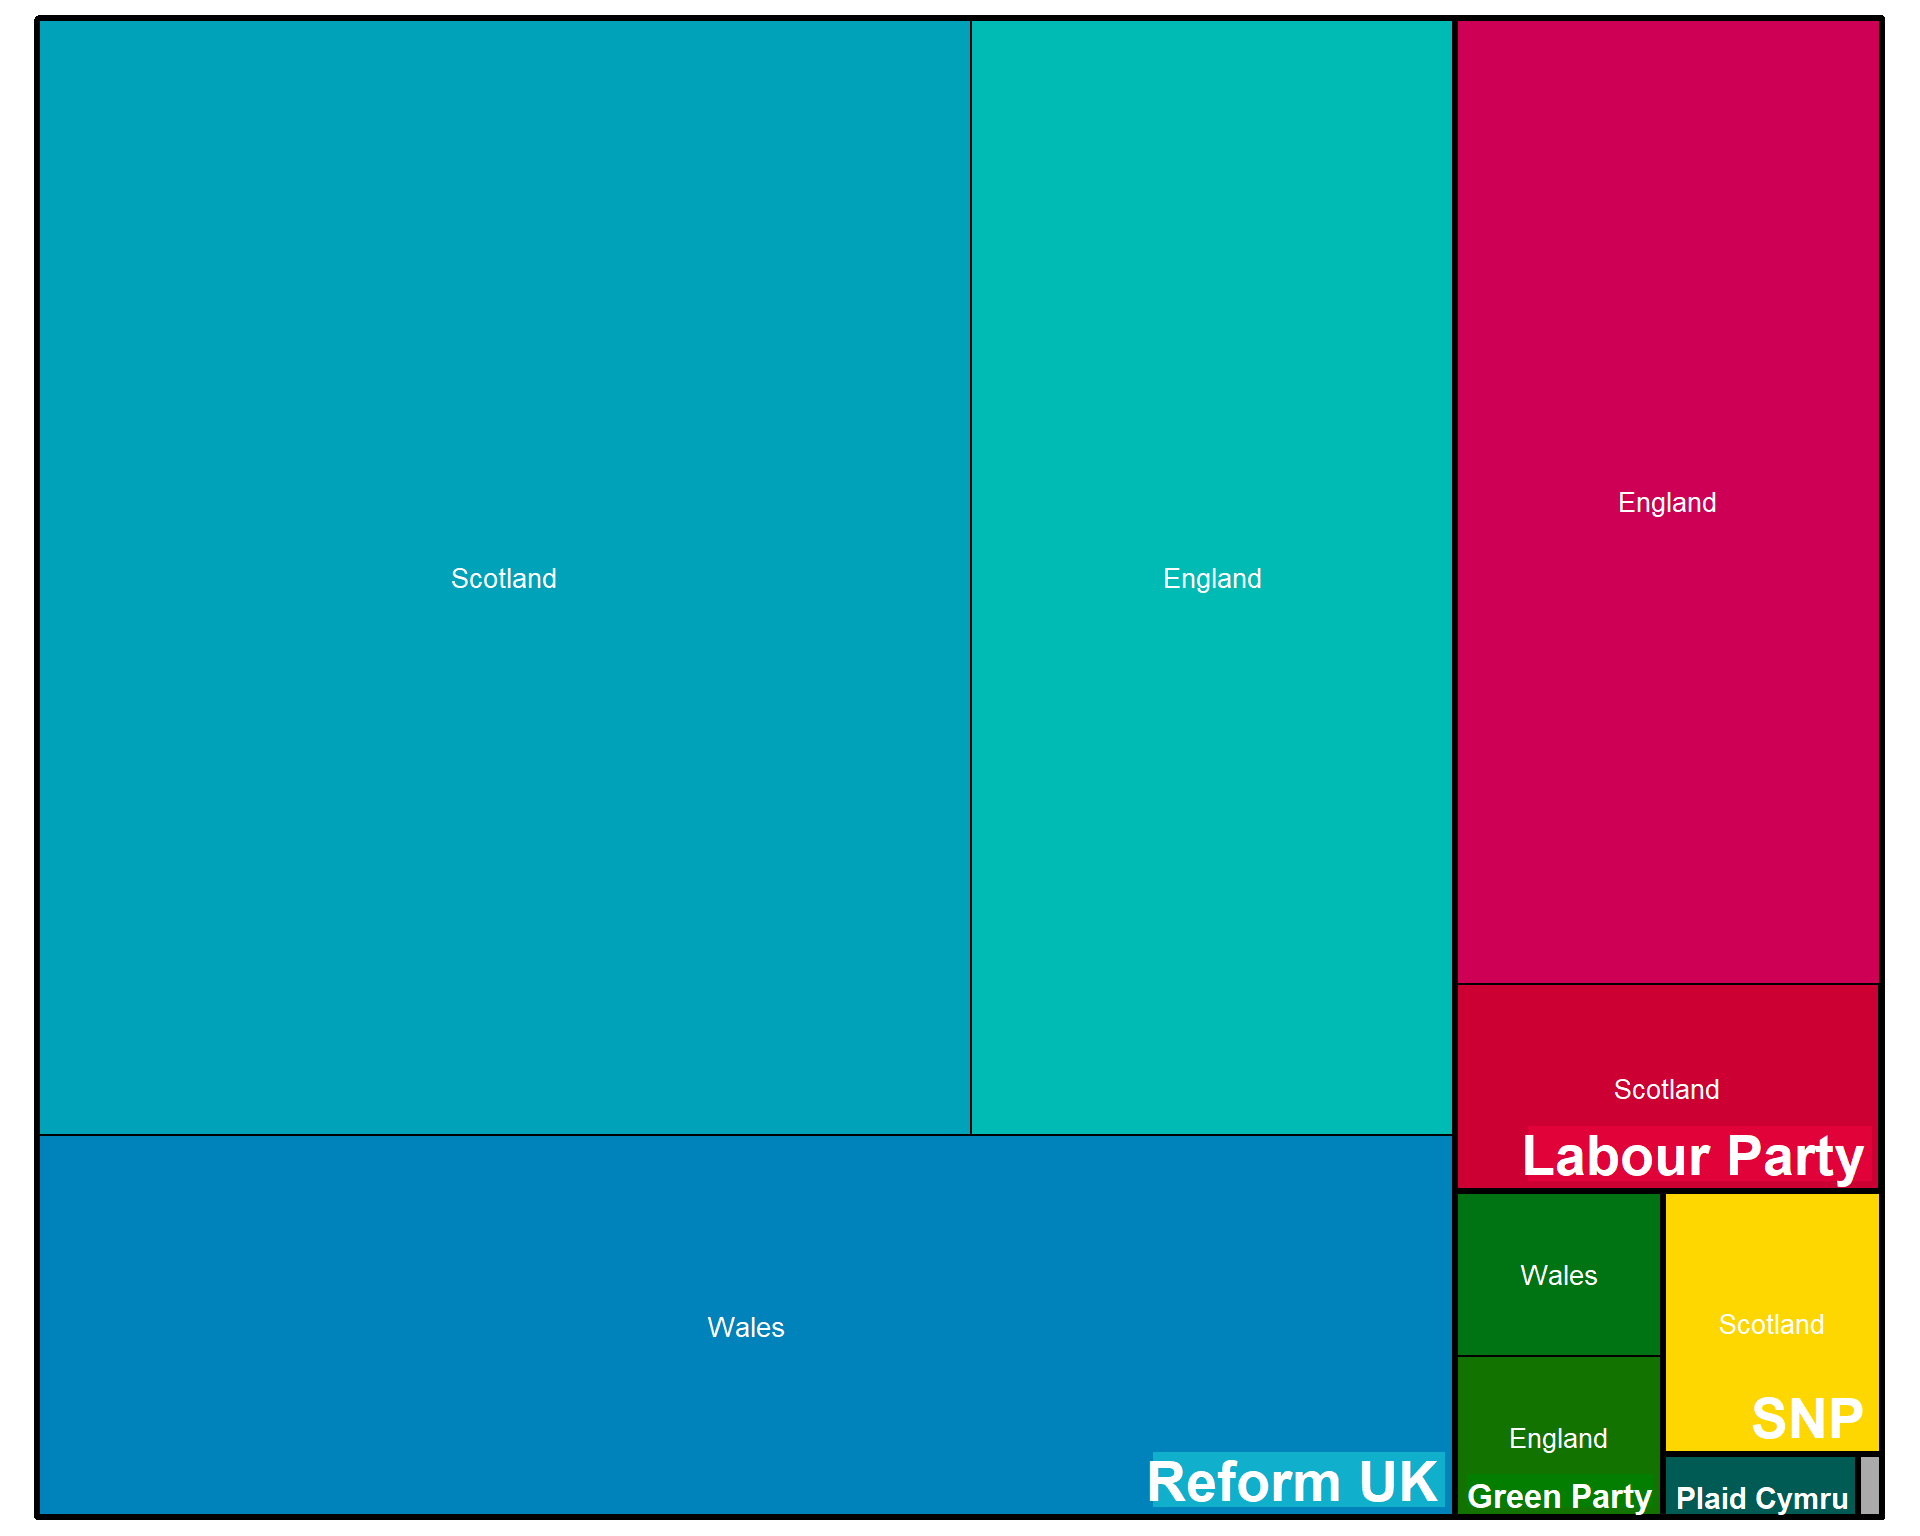 Scotland
England
Wales
Reform UK
England
Scotland
Labour Party
Wales
England
Green Party
Scotland
SNP
Plaid Cymru